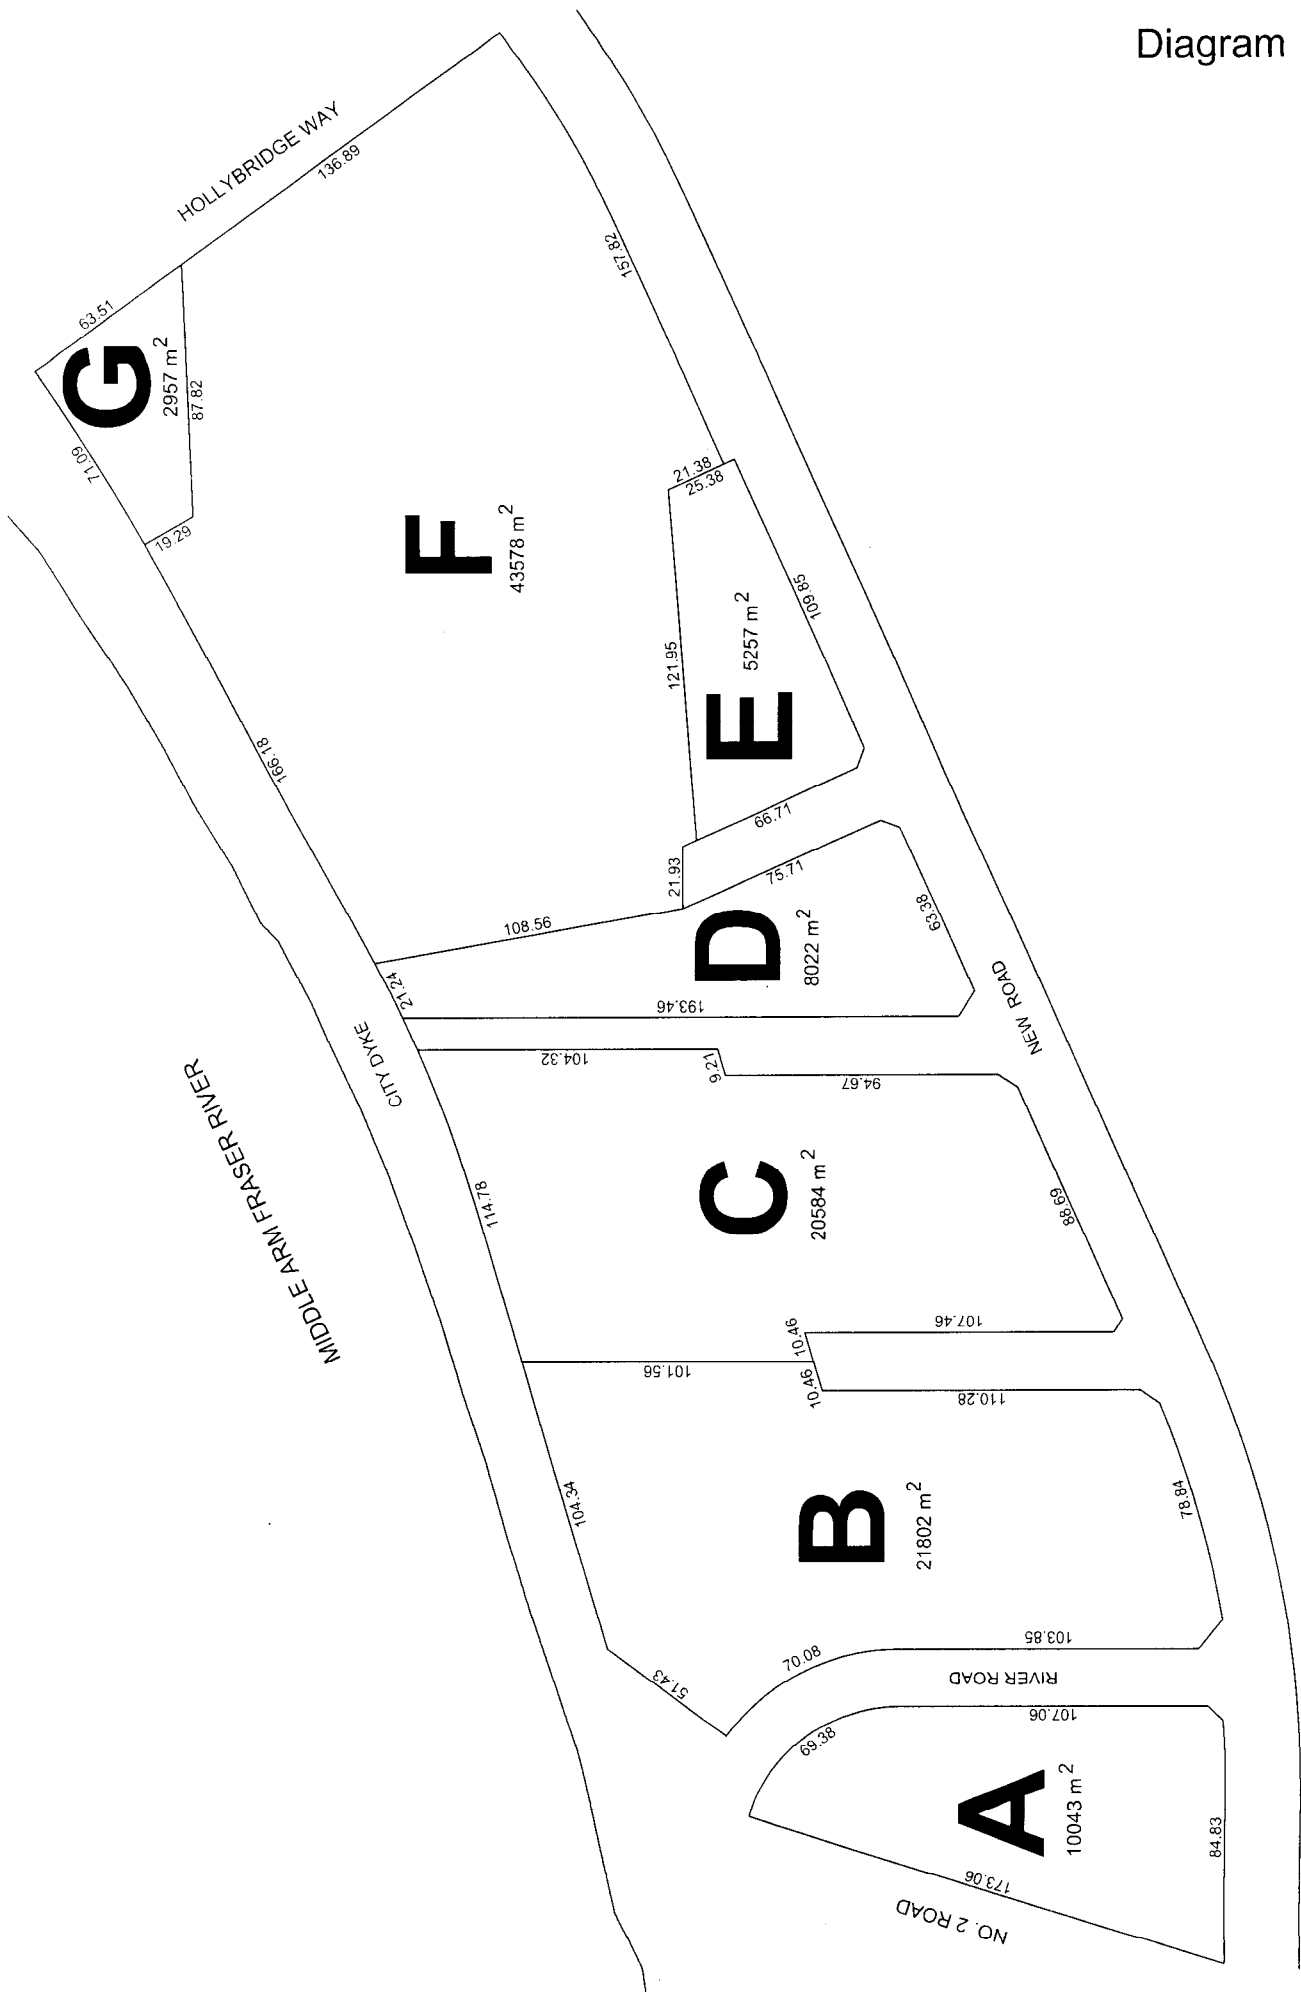 Diagram
HOLLYBRIDGE WAY
136.89
63.51
G
2957 m²
87.82
71.09
19.29
157.82
F
43578 m²
21.38
25.38
166.18
109.85
E
5257 m²
121.95
66.71
21.93
75.71
108.56
D
8022 m²
63.38
21.24
193.46
NEW ROAD
CITY DYKE
MIDDLE ARM FRASER RIVER
104.32
9.21
94.67
114.78
C
20584 m²
88.69
107.46
10.46
101.56
10.46
110.28
104.34
B
21802 m²
78.94
51.43
70.08
103.85
RIVER ROAD
107.06
69.38
A
10043 m²
84.83
173.06
NO. 2 ROAD